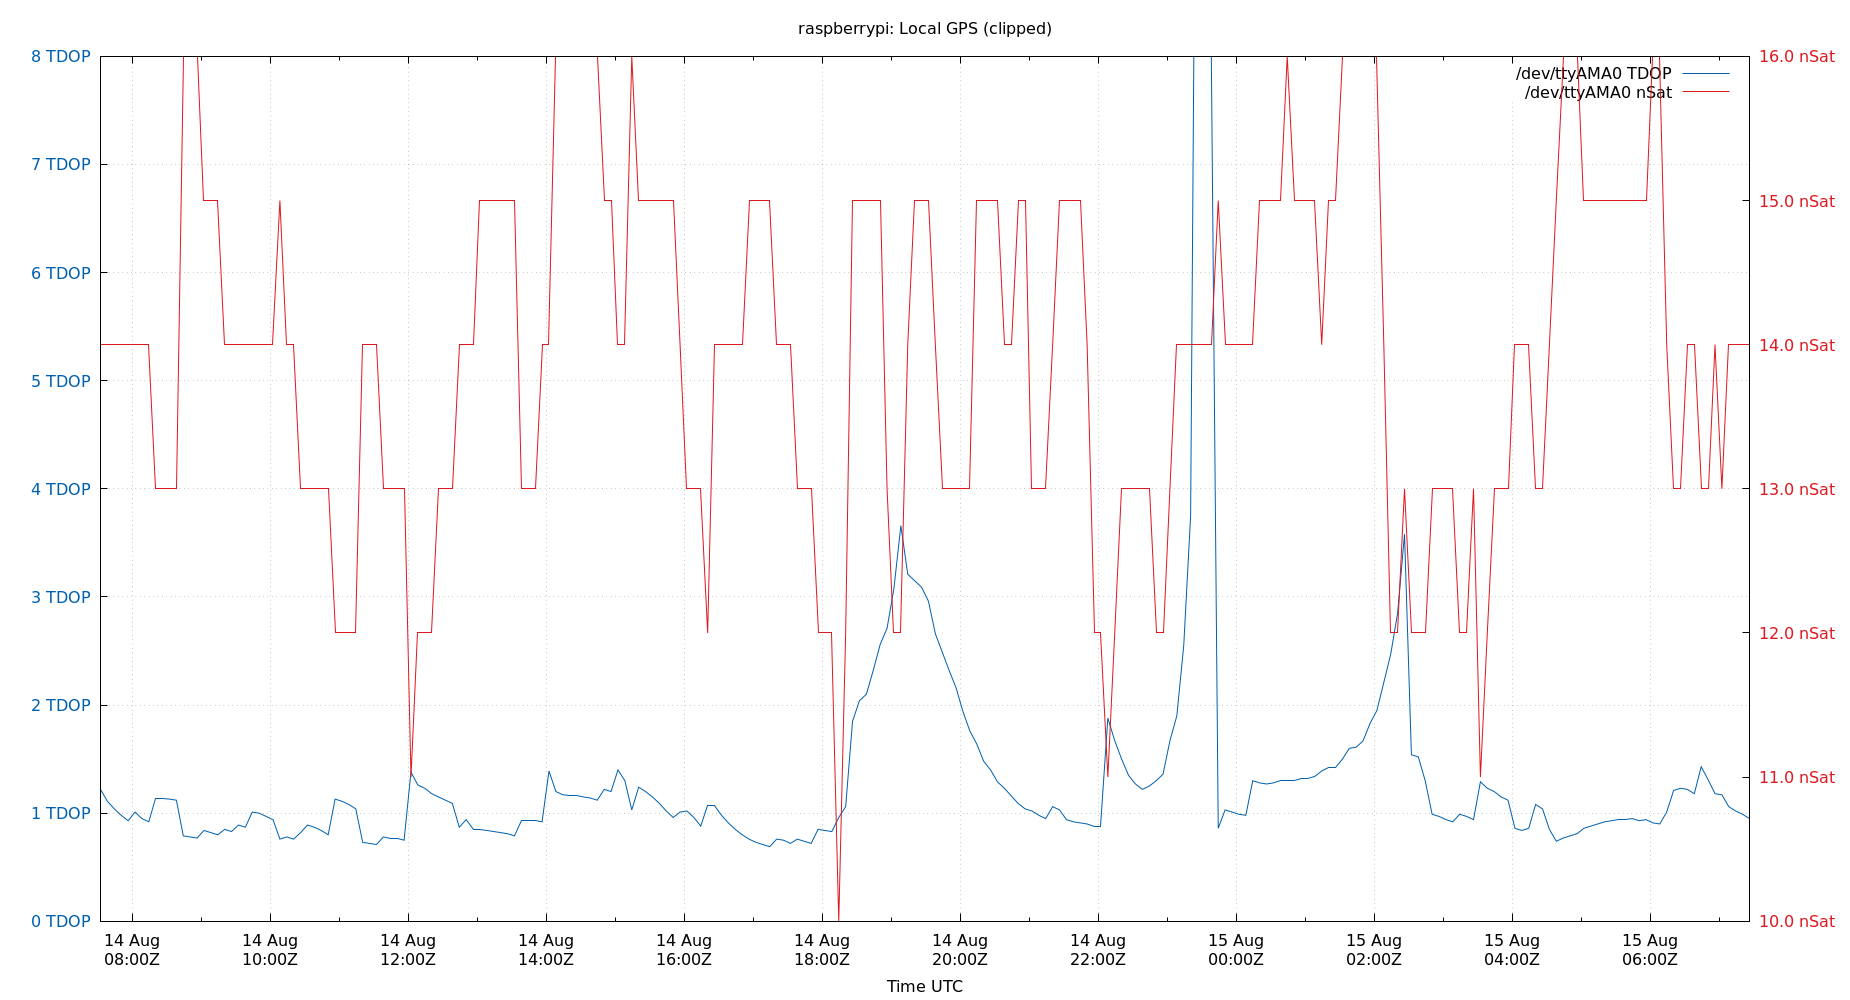 raspberrypi: Local GPS (clipped)
8 TDOP
7 TDOP
6 TDOP
5 TDOP
4 TDOP
3 TDOP
2 TDOP
1 TDOP
0 TDOP
/dev/ttyAMA0 TDOP
/dev/ttyAMA0 nSat
16.0 nSat
15.0 nSat
14.0 nSat
13.0 nSat
12.0 nSat
11.0 nSat
10.0 nSat
14 Aug
08:00Z
14 Aug
10:00Z
14 Aug
12:00Z
14 Aug
14:00Z
14 Aug
16:00Z
14 Aug
18:00Z
14 Aug
20:00Z
14 Aug
22:00Z
15 Aug
00:00Z
15 Aug
02:00Z
15 Aug
04:00Z
15 Aug
06:00Z
Time UTC